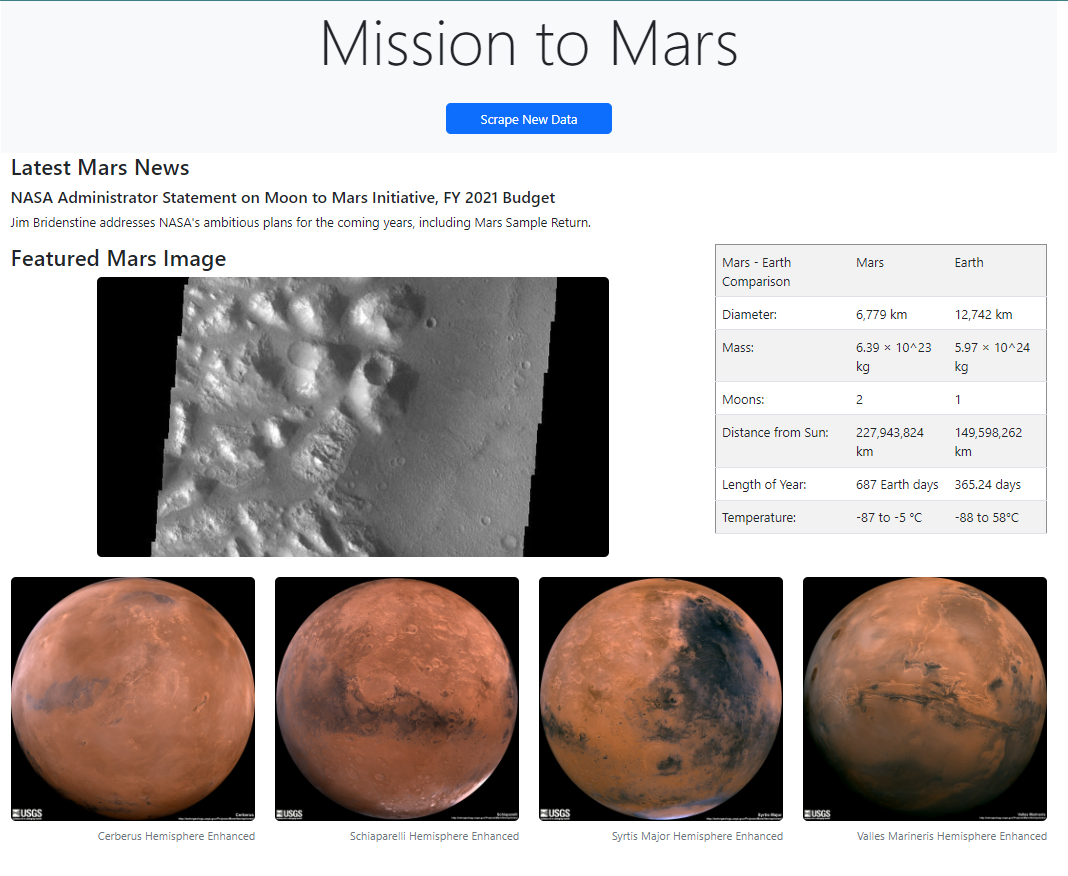 Mission to Mars
Scrape New Data
Latest Mars News
NASA Administrator Statement on Moon to Mars Initiative, FY 2021 Budget
Jim Bridenstine addresses NASA's ambitious plans for the coming years, including Mars Sample Return.
Featured Mars Image
Mars - Earth Mars Earth
Comparison
Diameter: 6,779 km 12,742 km
Mass: 6.39 × 10^23 5.97 × 10^24
kg kg
Moons: 2 1
Distance from Sun: 227,943,824 149,598,262
km km
Length of Year: 687 Earth days 365.24 days
Temperature: -87 to -5 °C -88 to 58°C
USGS Cerberus
USGS Schiaparelli
USGS Syrtis Major
USGS Valles Marineris
Cerberus Hemisphere Enhanced
Schiaparelli Hemisphere Enhanced
Syrtis Major Hemisphere Enhanced
Valles Marineris Hemisphere Enhanced